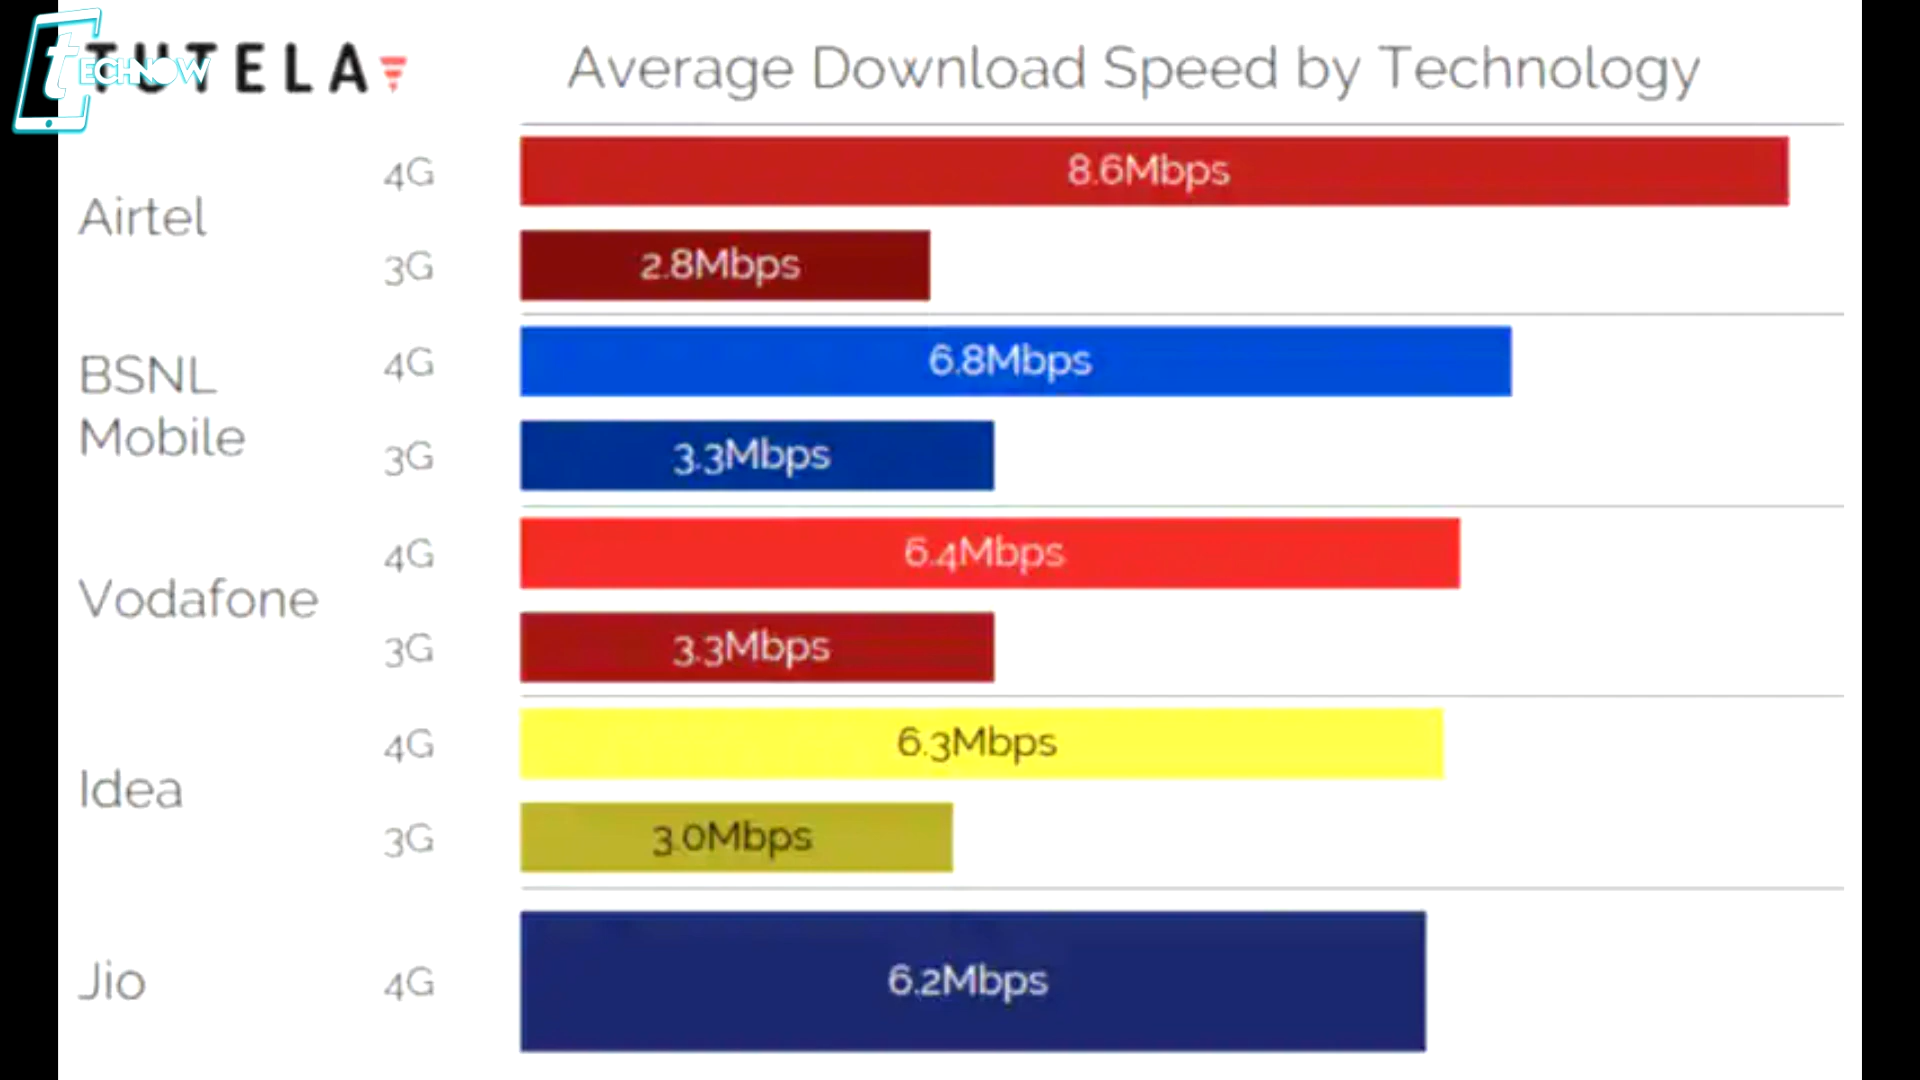 TECHNOW
TUTELA
Average Download Speed by Technology
Airtel
4G
8.6Mbps
3G
2.8Mbps
BSNL
Mobile
4G
6.8Mbps
3G
3.3Mbps
Vodafone
4G
6.4Mbps
3G
3.3Mbps
Idea
4G
6.3Mbps
3G
3.0Mbps
Jio
4G
6.2Mbps